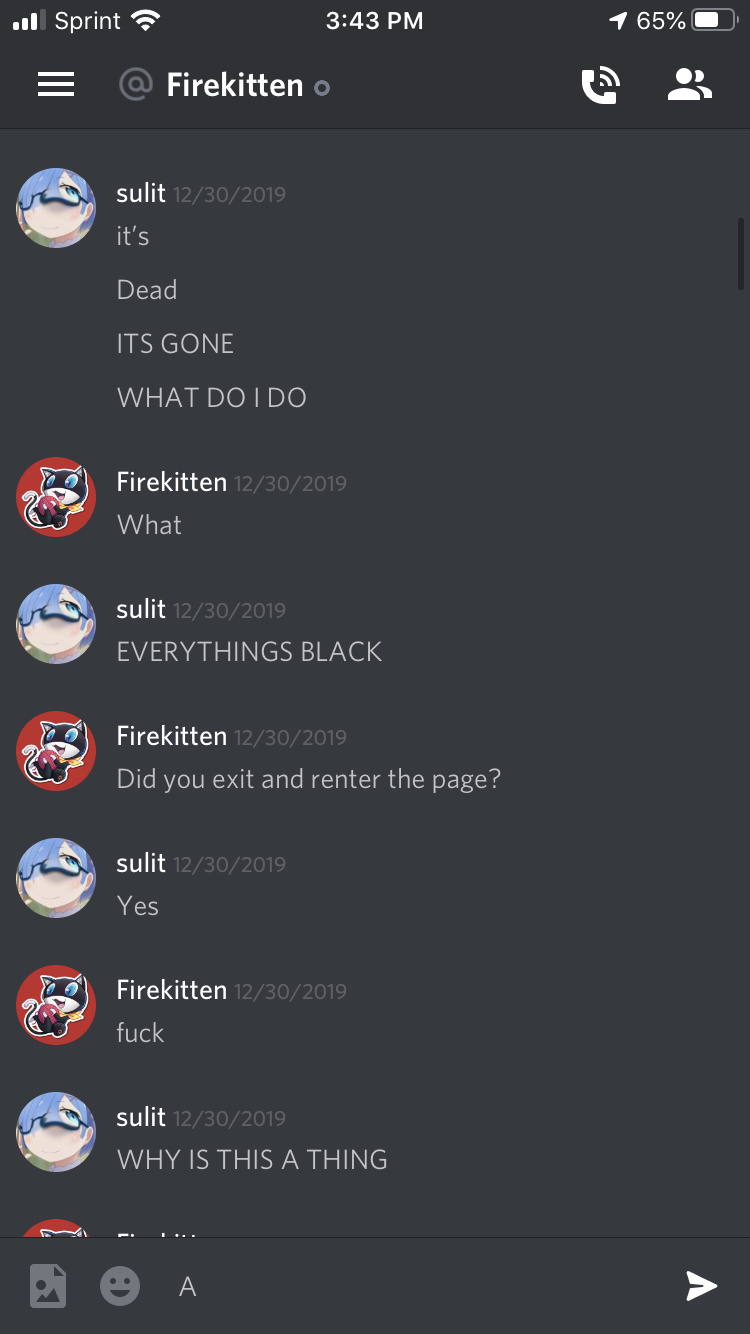 Sprint 3:43 PM 65%
@ Firekitten
sulit 12/30/2019
it’s
Dead
ITS GONE
WHAT DO I DO
Firekitten 12/30/2019
What
sulit 12/30/2019
EVERYTHINGS BLACK
Firekitten 12/30/2019
Did you exit and renter the page?
sulit 12/30/2019
Yes
Firekitten 12/30/2019
fuck
sulit 12/30/2019
WHY IS THIS A THING
A